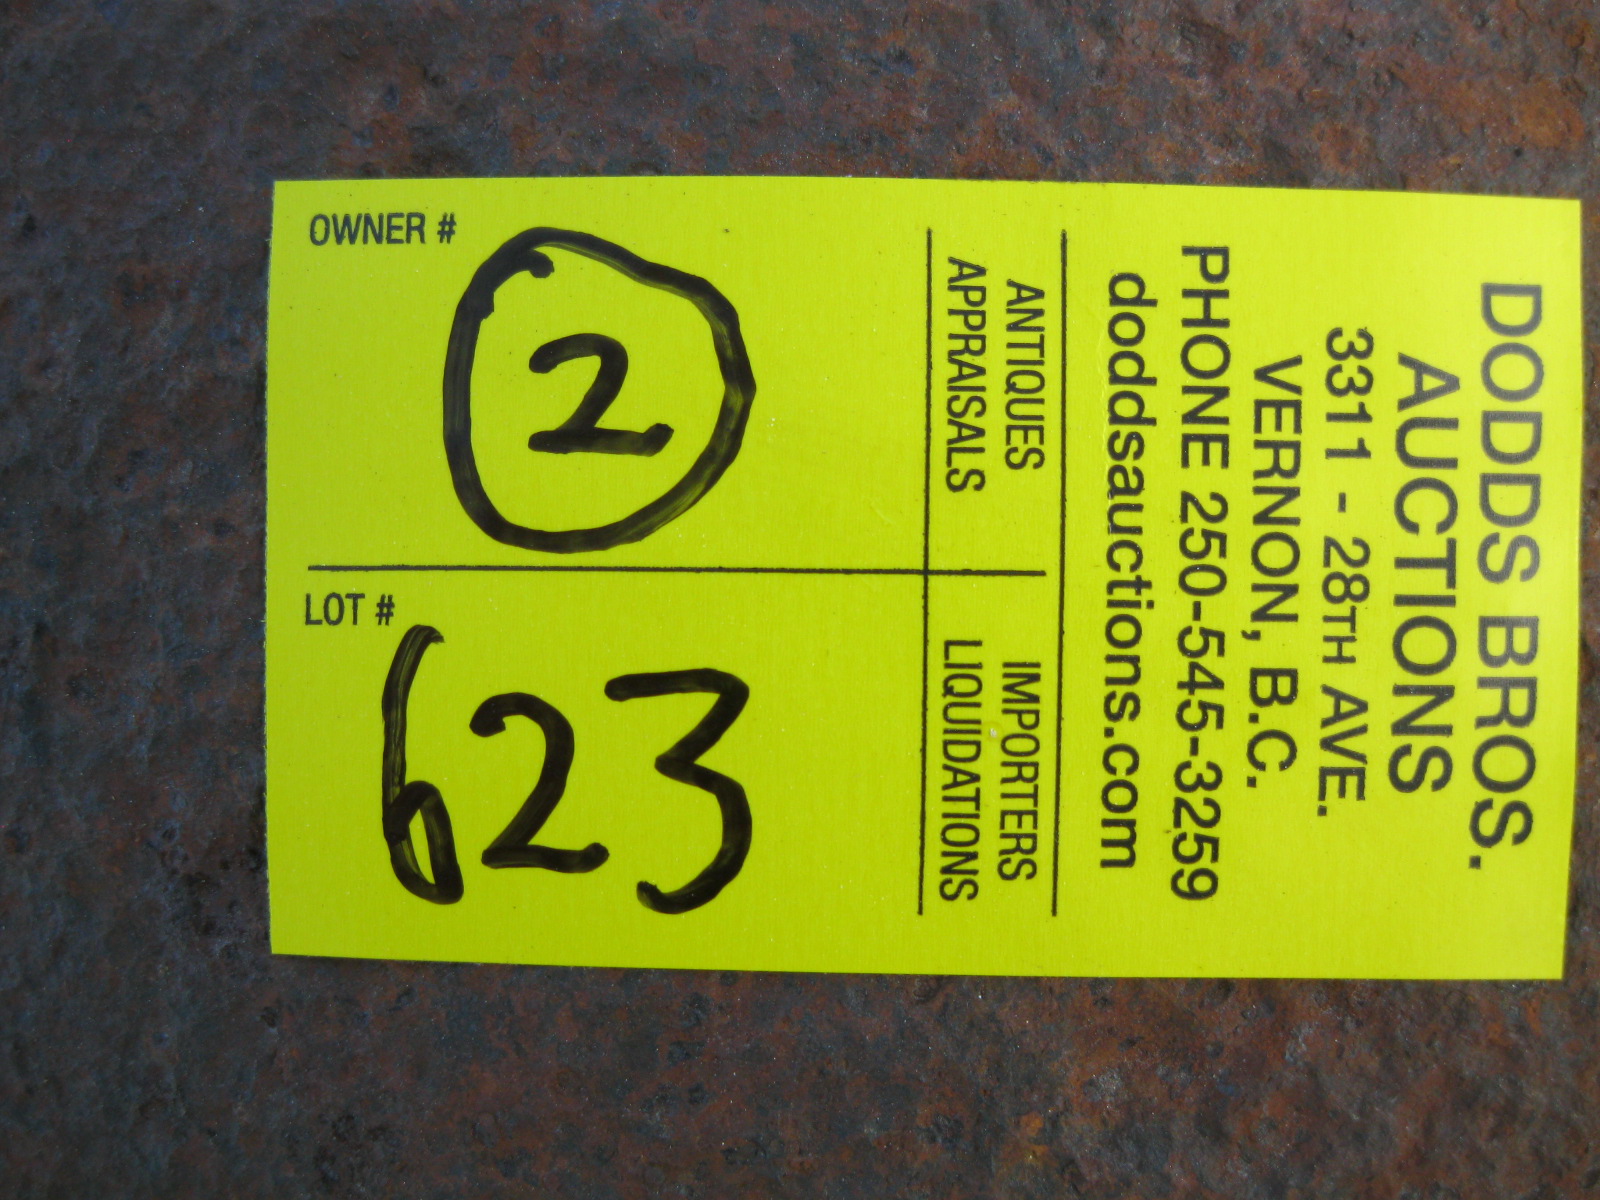 DODDS BROS.
AUCTIONS
3311 - 28TH AVE.
VERNON, B.C.
PHONE 250-545-3259
doddsauctions.com
ANTIQUES
APPRAISALS
IMPORTERS
LIQUIDATIONS
OWNER #
2
LOT #
623